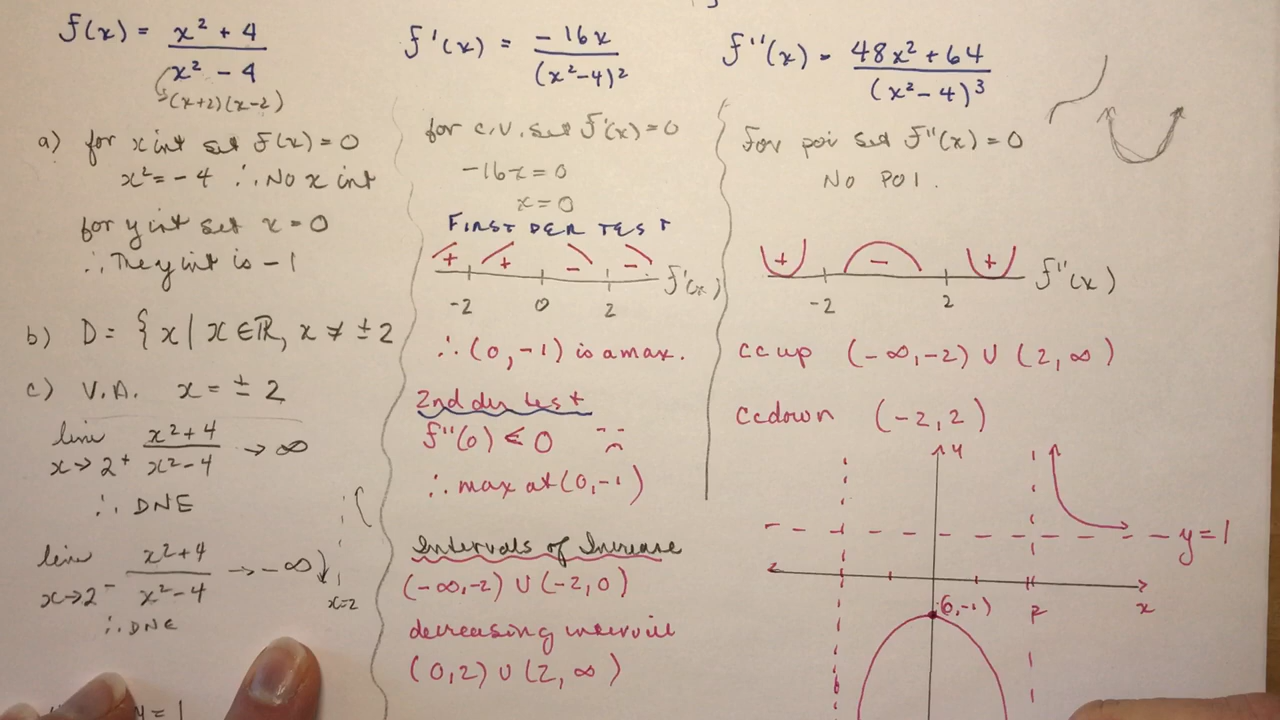 f(x) = x² + 4 / x² - 4
(x+2)(x-2)
a) for x int set f(x) = 0
x² = -4 ∴ No x int
for y int set x = 0
∴ The y int is -1
b) D = { x | x ∈ ℝ, x ≠ ± 2
c) V.A. x = ± 2
lim x→2⁺ x²+4 / x²-4 → ∞
∴ DNE
lim x→2⁻ x²+4 / x²-4 → -∞
x=2
∴ DNE
y = 1
f'(x) = -16x / (x²-4)²
for c.v. set f'(x) = 0
-16x = 0
x = 0
FIRST DER TEST
+ + - - f'(x)
-2 0 2
∴ (0, -1) is a max.
2nd der test
f''(0) < 0
∴ max at (0, -1)
Intervals of Increase
(-∞, -2) ∪ (-2, 0)
decreasing
(0, 2) ∪ (2, ∞)
f''(x) = 48x² + 64 / (x²-4)³
For poi set f''(x) = 0
NO POI.
+ - + f''(x)
-2 2
cc up (-∞, -2) ∪ (2, ∞)
cc down (-2, 2)
y
y = 1
x
(0, -1)
2